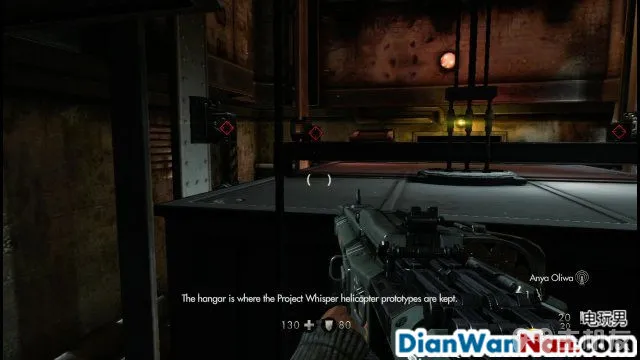 Anya Oliwa
The hangar is where the Project Whisper helicopter prototypes are kept.
130 80
20
20
电玩男
DianWanNan.com